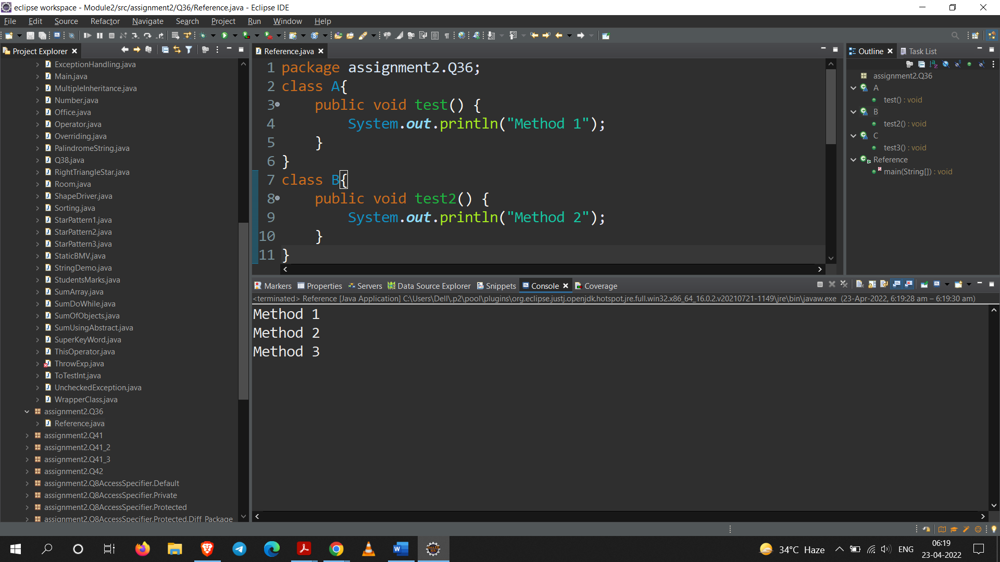 eclipse workspace - Module2/src/assignment2/Q36/Reference.java - Eclipse IDE
File Edit Source Refactor Navigate Search Project Run Window Help
Project Explorer
ExceptionHandling.java
Main.java
MultipleInheritance.java
Number.java
Office.java
Operator.java
Overriding.java
PalindromeString.java
Q38.java
RightTriangleStar.java
Room.java
ShapeDriver.java
Sorting.java
StarPattern1.java
StarPattern2.java
StarPattern3.java
StaticBMV.java
StringDemo.java
StudentsMarks.java
SumArray.java
SumDoWhile.java
SumOfObjects.java
SumUsingAbstract.java
SuperKeyWord.java
ThisOperator.java
ThrowExp.java
ToTestInt.java
UncheckedException.java
WrapperClass.java
assignment2.Q36
Reference.java
assignment2.Q41
assignment2.Q41_2
assignment2.Q41_3
assignment2.Q42
assignment2.Q8AccessSpecifier.Default
assignment2.Q8AccessSpecifier.Private
assignment2.Q8AccessSpecifier.Protected
assignment2.Q8AccessSpecifier.Protected.Diff_Package
Reference.java
1 package assignment2.Q36;
2 class A{
3 public void test() {
4 System.out.println("Method 1");
5 }
6 }
7 class B{
8 public void test2() {
9 System.out.println("Method 2");
10 }
11 }
Outline Task List
assignment2.Q36
A
test() : void
B
test2() : void
C
test3() : void
Reference
main(String[]) : void
Markers Properties Servers Data Source Explorer Snippets Console Coverage
<terminated> Reference [Java Application] C:\Users\Dell\.p2\pool\plugins\org.eclipse.justj.openjdk.hotspot.jre.full.win32.x86_64_16.0.2.v20210721-1149\jre\bin\javaw.exe (23-Apr-2022, 6:19:28 am – 6:19:30 am)
Method 1
Method 2
Method 3
34°C Haze
ENG
06:19
23-04-2022